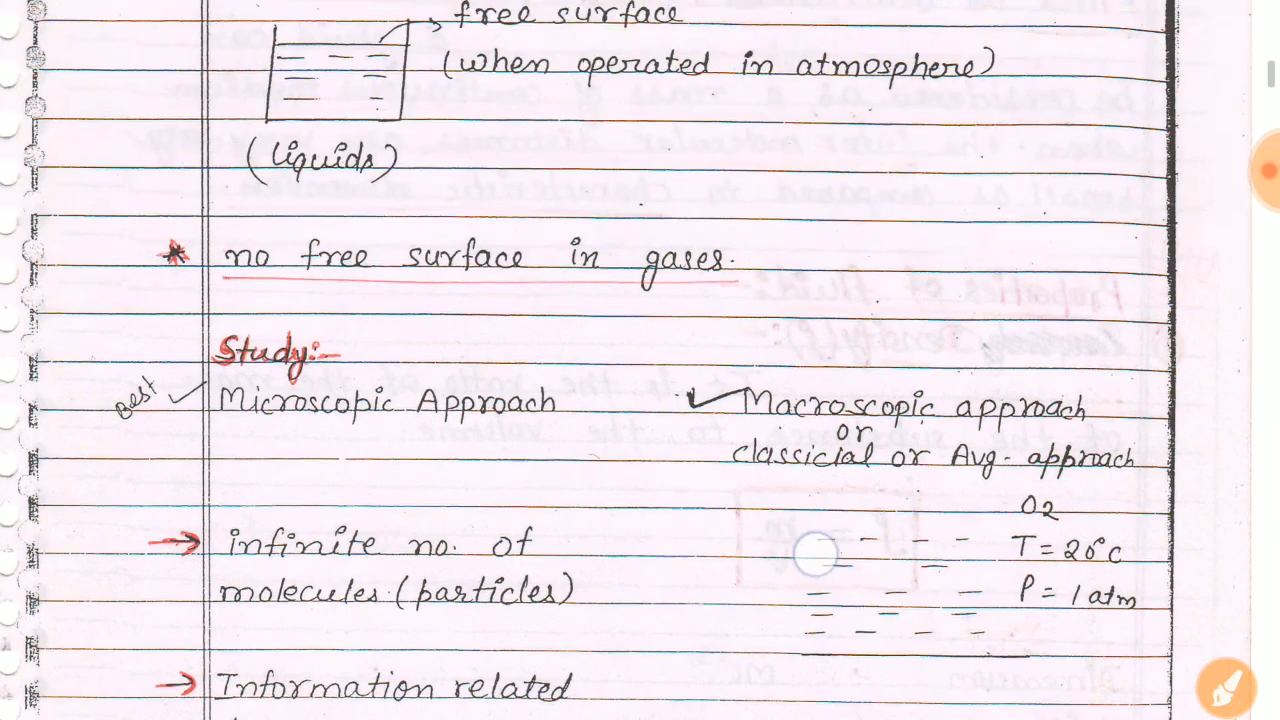 free surface
(when operated in atmosphere)
(liquids)
* no free surface in gases.
Study:-
Best ✓ Microscopic Approach
✓ Macroscopic approach
or
classicial or Avg. approach
O2
T = 20°C
P = 1 atm
→ infinite no. of
molecules (particles)
→ Information related